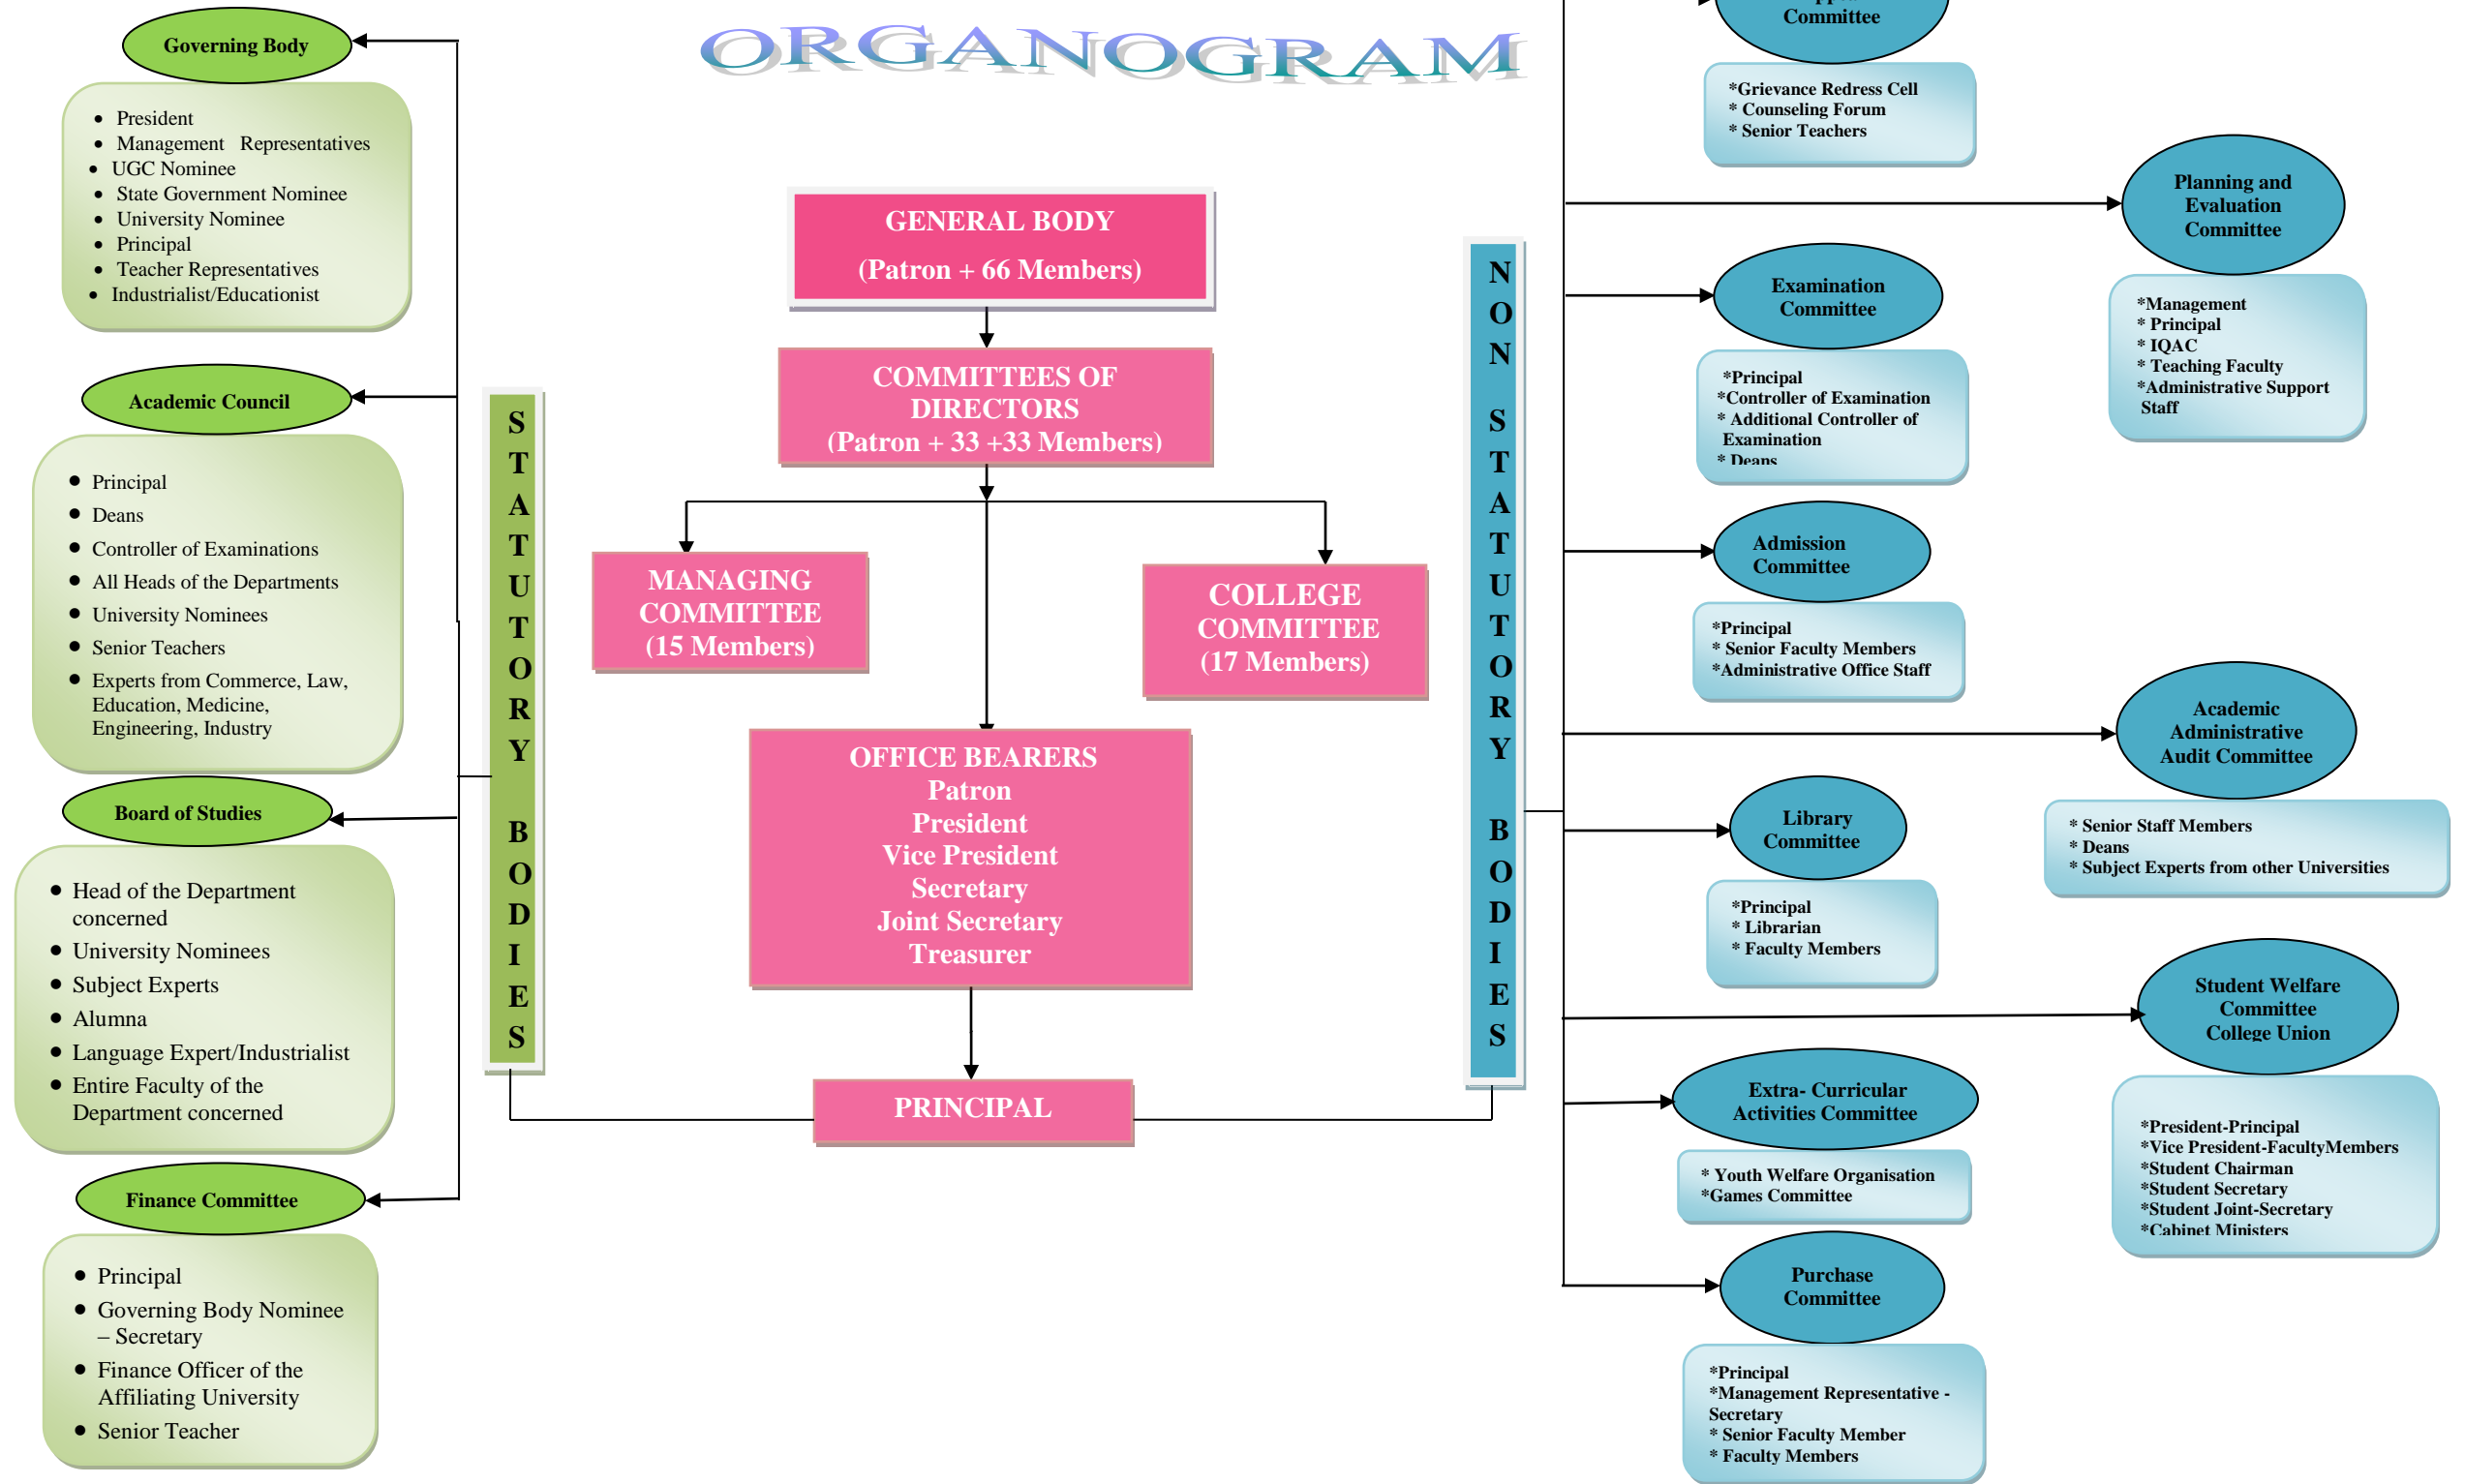 ORGANOGRAM
Governing Body
• President
• Management Representatives
• UGC Nominee
• State Government Nominee
• University Nominee
• Principal
• Teacher Representatives
• Industrialist/Educationist
Academic Council
• Principal
• Deans
• Controller of Examinations
• All Heads of the Departments
• University Nominees
• Senior Teachers
• Experts from Commerce, Law,
Education, Medicine,
Engineering, Industry
Board of Studies
• Head of the Department
concerned
• University Nominees
• Subject Experts
• Alumna
• Language Expert/Industrialist
• Entire Faculty of the
Department concerned
Finance Committee
• Principal
• Governing Body Nominee
– Secretary
• Finance Officer of the
Affiliating University
• Senior Teacher
STATUTORY BODIES
GENERAL BODY
(Patron + 66 Members)
COMMITTEES OF
DIRECTORS
(Patron + 33 +33 Members)
MANAGING
COMMITTEE
(15 Members)
COLLEGE
COMMITTEE
(17 Members)
OFFICE BEARERS
Patron
President
Vice President
Secretary
Joint Secretary
Treasurer
PRINCIPAL
NON STATUTORY BODIES
Committee
*Grievance Redress Cell
* Counseling Forum
* Senior Teachers
Planning and
Evaluation
Committee
*Management
* Principal
* IQAC
* Teaching Faculty
*Administrative Support
Staff
Examination
Committee
*Principal
*Controller of Examination
* Additional Controller of
Examination
* Deans
Admission
Committee
*Principal
* Senior Faculty Members
*Administrative Office Staff
Academic
Administrative
Audit Committee
* Senior Staff Members
* Deans
* Subject Experts from other Universities
Library
Committee
*Principal
* Librarian
* Faculty Members
Student Welfare
Committee
College Union
*President-Principal
*Vice President-FacultyMembers
*Student Chairman
*Student Secretary
*Student Joint-Secretary
*Cabinet Ministers
Extra- Curricular
Activities Committee
* Youth Welfare Organisation
*Games Committee
Purchase
Committee
*Principal
*Management Representative -
Secretary
* Senior Faculty Member
* Faculty Members